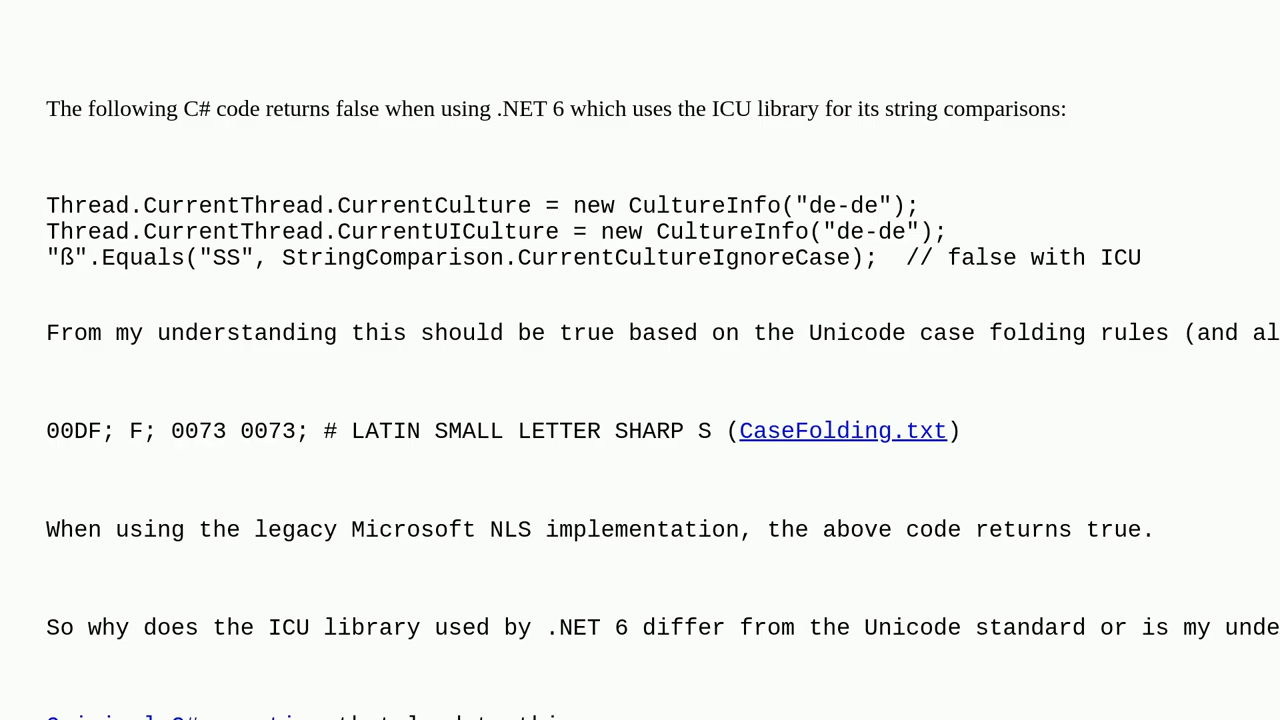 The following C# code returns false when using .NET 6 which uses the ICU library for its string comparisons:
Thread.CurrentThread.CurrentCulture = new CultureInfo("de-de");
Thread.CurrentThread.CurrentUICulture = new CultureInfo("de-de");
"ß".Equals("SS", StringComparison.CurrentCultureIgnoreCase);  // false with ICU
From my understanding this should be true based on the Unicode case folding rules (and
00DF; F; 0073 0073; # LATIN SMALL LETTER SHARP S (CaseFolding.txt)
When using the legacy Microsoft NLS implementation, the above code returns true.
So why does the ICU library used by .NET 6 differ from the Unicode standard or is my